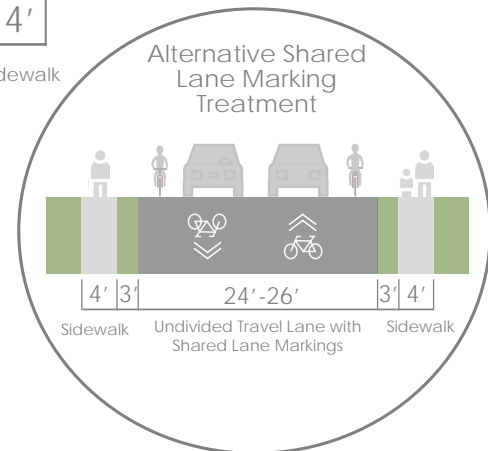 4'
Alternative Shared
Lane Marking
Treatment
4' 3' 24'-26' 3' 4'
Sidewalk
Undivided Travel Lane with
Shared Lane Markings
Sidewalk